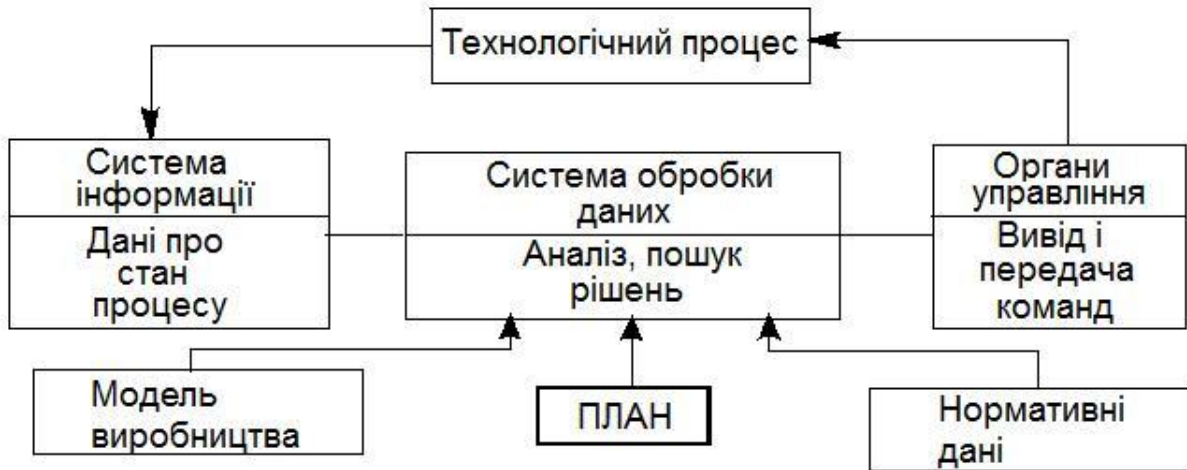 Технологічний процес
Система
інформації
Дані про
стан
процесу
Система обробки
даних
Аналіз, пошук
рішень
Органи
управління
Вивід і
передача
команд
Модель
виробництва
ПЛАН
Нормативні
дані